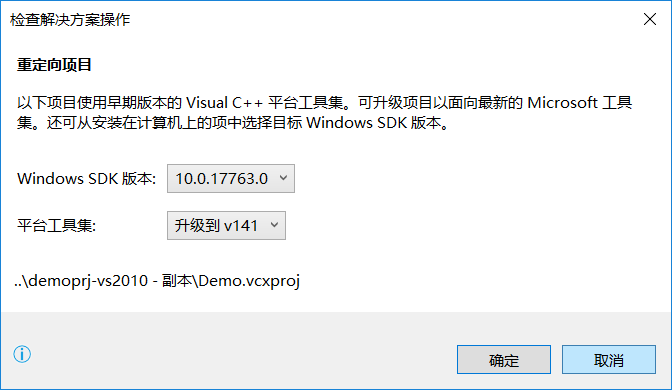 检查解决方案操作
重定向项目
以下项目使用早期版本的 Visual C++ 平台工具集。可升级项目以面向最新的 Microsoft 工具
集。还可从安装在计算机上的项中选择目标 Windows SDK 版本。
Windows SDK 版本: 10.0.17763.0
平台工具集: 升级到 v141
..\demoprj-vs2010 - 副本\Demo.vcxproj
确定 取消